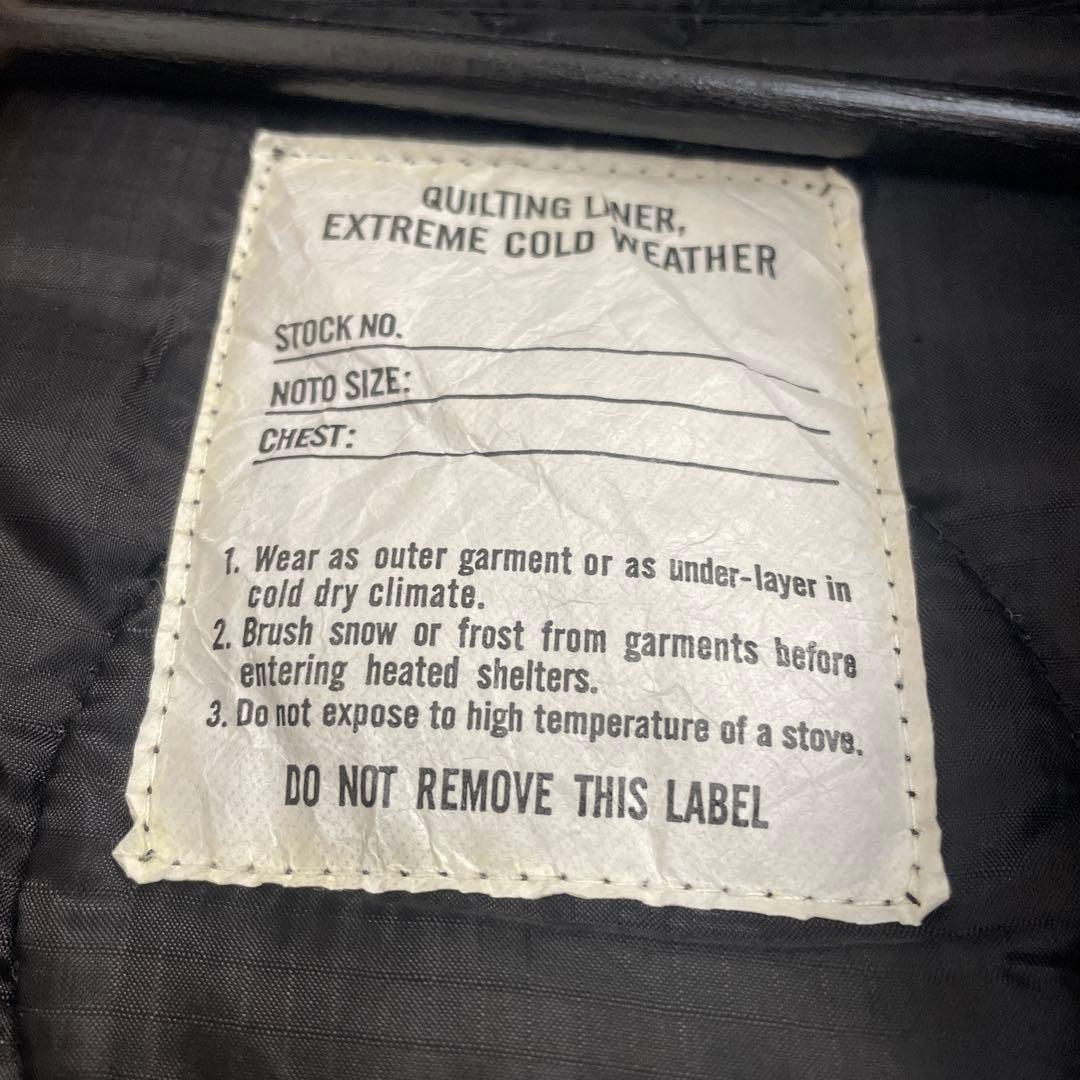 QUILTING LINER,
EXTREME COLD WEATHER
STOCK NO.
NOTO SIZE:
CHEST:
1. Wear as outer garment or as under-layer in
cold dry climate.
2. Brush snow or frost from garments before
entering heated shelters.
3. Do not expose to high temperature of a stove.
DO NOT REMOVE THIS LABEL